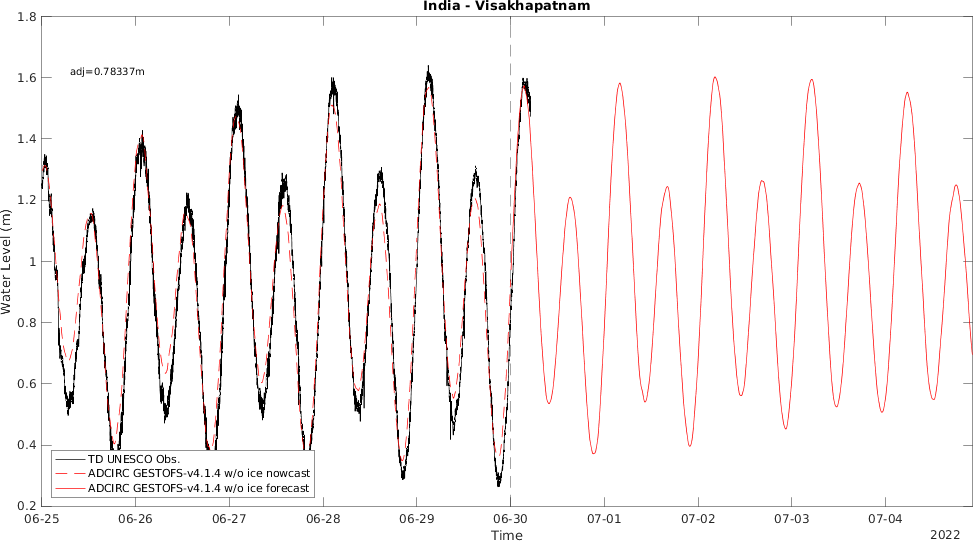 India - Visakhapatnam
1.8
1.6
1.4
1.2
1
0.8
0.6
0.4
0.2
Water Level (m)
adj=0.78337m
TD UNESCO Obs.
ADCIRC GESTOFS-v4.1.4 w/o ice nowcast
ADCIRC GESTOFS-v4.1.4 w/o ice forecast
06-25 06-26 06-27 06-28 06-29 06-30 07-01 07-02 07-03 07-04
Time
2022